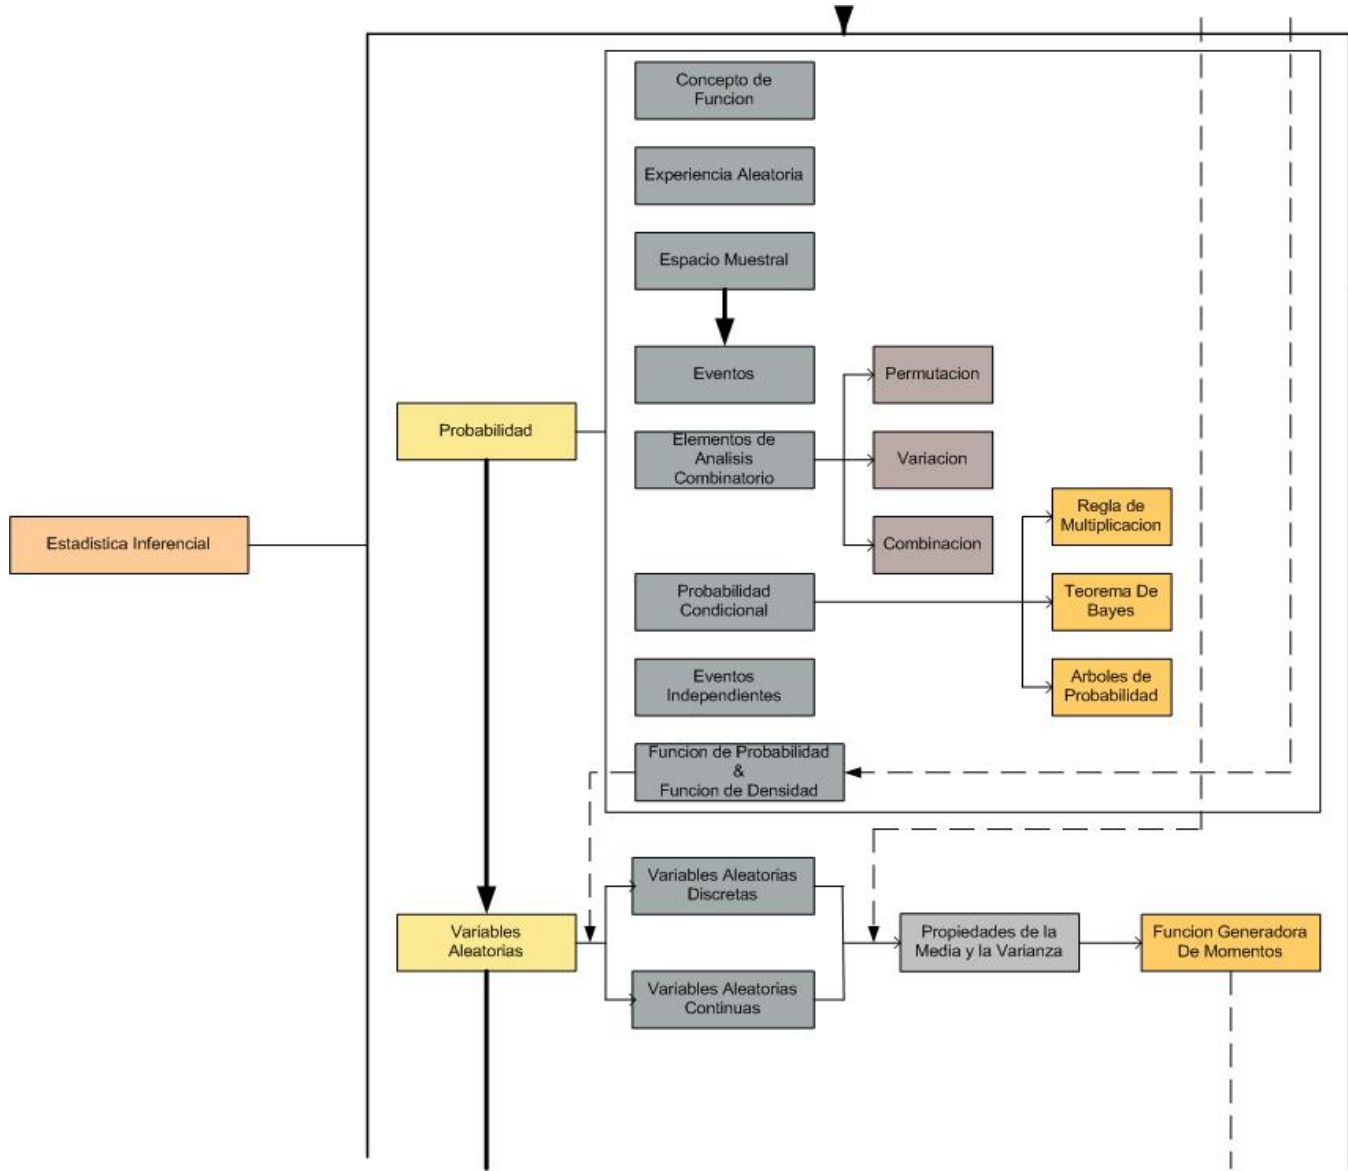 Concepto de
Funcion
Experiencia Aleatoria
Espacio Muestral
Eventos
Permutacion
Probabilidad
Elementos de
Analisis
Combinatorio
Variacion
Regla de
Multiplicacion
Estadistica Inferencial
Combinacion
Probabilidad
Condicional
Teorema De
Bayes
Eventos
Independientes
Arboles de
Probabilidad
Funcion de Probabilidad
&
Funcion de Densidad
Variables Aleatorias
Discretas
Variables
Aleatorias
Propiedades de la
Media y la Varianza
Funcion Generadora
De Momentos
Variables Aleatorias
Continuas